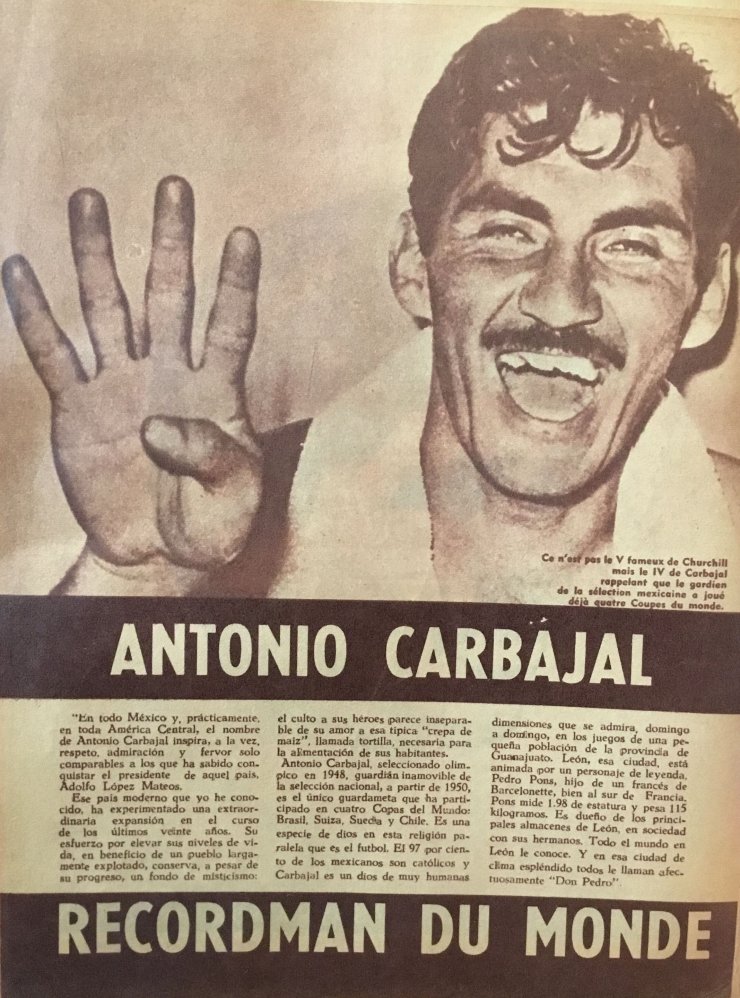 Ce n'est pas le V fameux de Churchill
mais le IV de Carbajal
rappelant que le gardien
de la sélection mexicaine a joué
déjà quatre Coupes du monde.
ANTONIO CARBAJAL
"En todo México y, prácticamente,
en toda América Central, el nombre
de Antonio Carbajal inspira, a la vez,
respeto, admiración y fervor solo
comparables a los que ha sabido con-
quistar el presidente de aquel país,
Adolfo López Mateos.
Ese país moderno que yo he cono-
cido, ha experimentado una extraor-
dinaria expansión en el curso
de los últimos veinte años. Su
esfuerzo por elevar sus niveles de vi-
da, en beneficio de un pueblo larga-
mente explotado, conserva, a pesar de
su progreso, un fondo de misticismo:
el culto a sus héroes parece insepara-
ble de su amor a esa típica "crepa de
maíz", llamada tortilla, necesaria para
la alimentación de sus habitantes.
Antonio Carbajal, seleccionado olím-
pico en 1948, guardián inamovible de
la selección nacional, a partir de 1950,
es el único guardameta que ha parti-
cipado en cuatro Copas del Mundo:
Brasil, Suiza, Suecia y Chile. Es una
especie de dios en esta religión pa-
ralela que es el futbol. El 97 por cien-
to de los mexicanos son católicos y
Carbajal es un dios de muy humanas
dimensiones que se admira, domingo
a domingo, en los juegos de una pe-
queña población de la provincia de
Guanajuato. León, esa ciudad, está
animada por un personaje de leyenda,
Pedro Pons, hijo de un francés de
Barcelonette, bien al sur de Francia.
Pons mide 1.98 de estatura y pesa 115
kilogramos. Es dueño de los princi-
pales almacenes de León, en sociedad
con sus hermanos. Todo el mundo en
León le conoce. Y en esa ciudad de
clima espléndido todos le llaman afec-
tuosamente "Don Pedro".
RECORDMAN DU MONDE